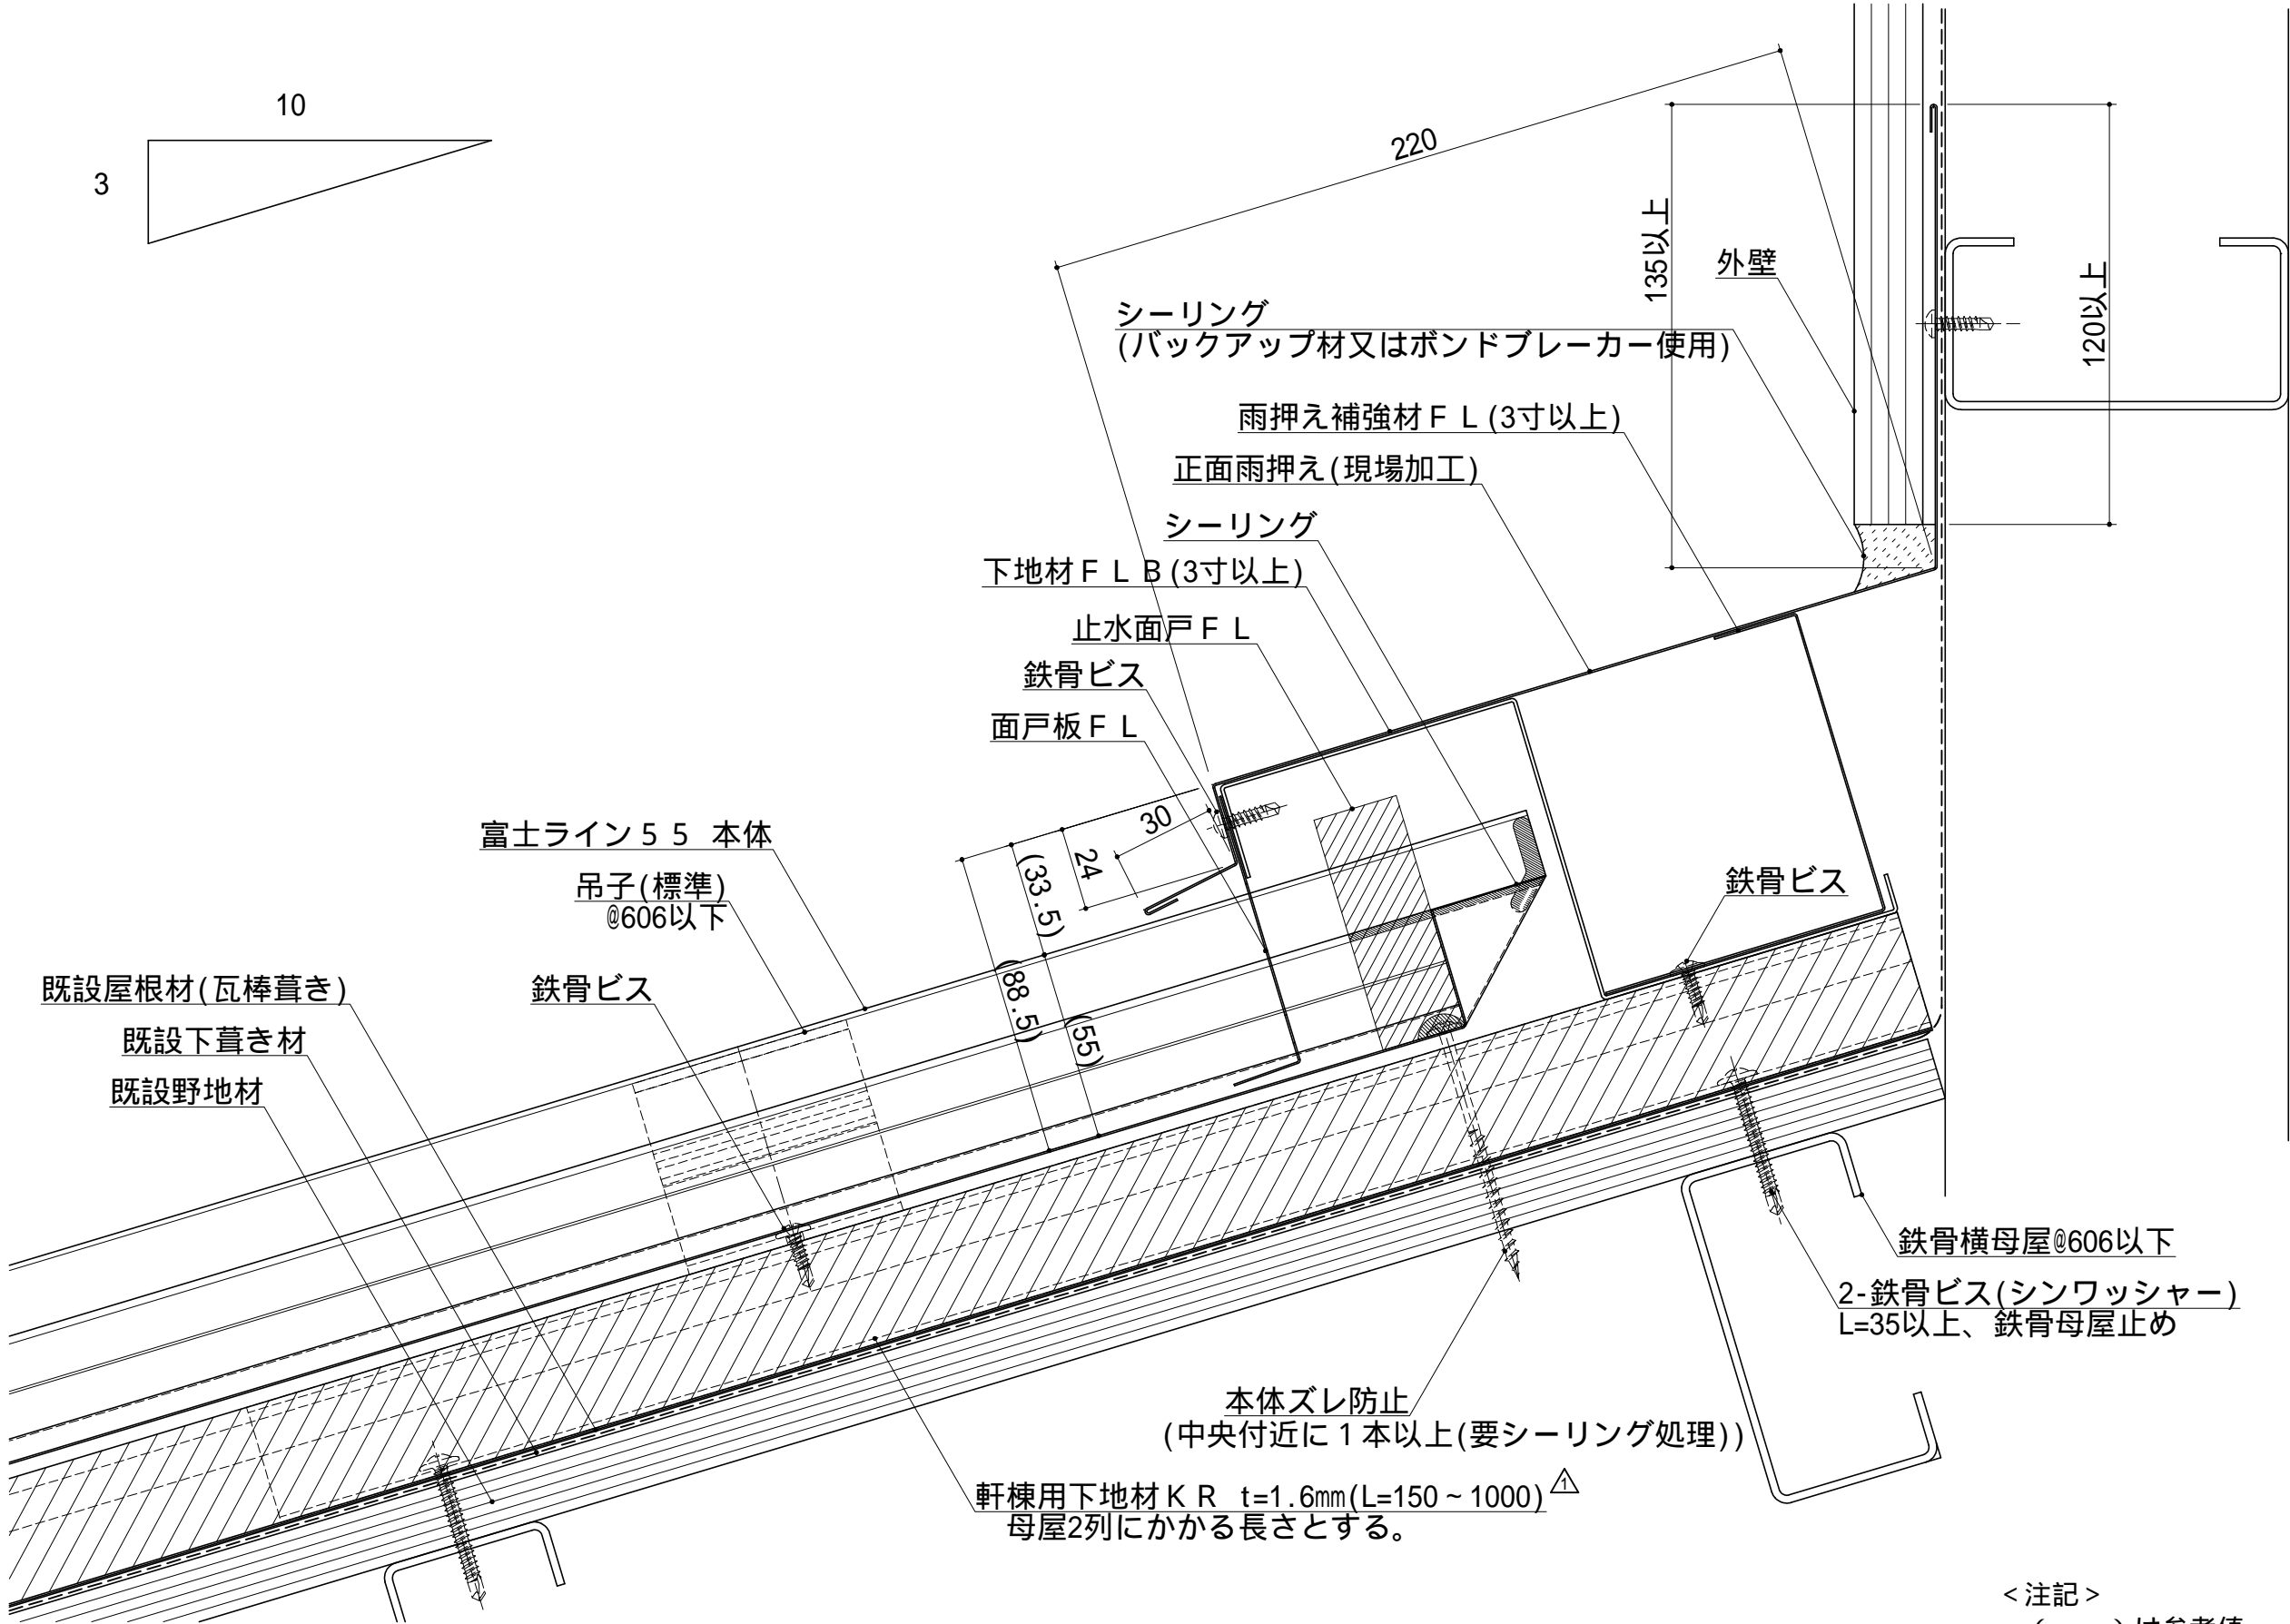 10
3
220
135以上
外壁
120以上
シーリング
(バックアップ材又はボンドブレーカー使用)
雨押え補強材ＦＬ(3寸以上)
正面雨押え(現場加工)
シーリング
下地材ＦＬＢ(3寸以上)
止水面戸ＦＬ
鉄骨ビス
面戸板ＦＬ
30
24
(33.5)
(88.5)
(55)
富士ライン５５ 本体
吊子(標準)
@606以下
鉄骨ビス
既設屋根材(瓦棒葺き)
鉄骨ビス
既設下葺き材
既設野地材
鉄骨横母屋@606以下
2-鉄骨ビス(シンワッシャー)
L=35以上、鉄骨母屋止め
本体ズレ防止
(中央付近に１本以上(要シーリング処理))
軒棟用下地材ＫＲ t=1.6mm(L=150～1000) 1
母屋2列にかかる長さとする。
＜注記＞